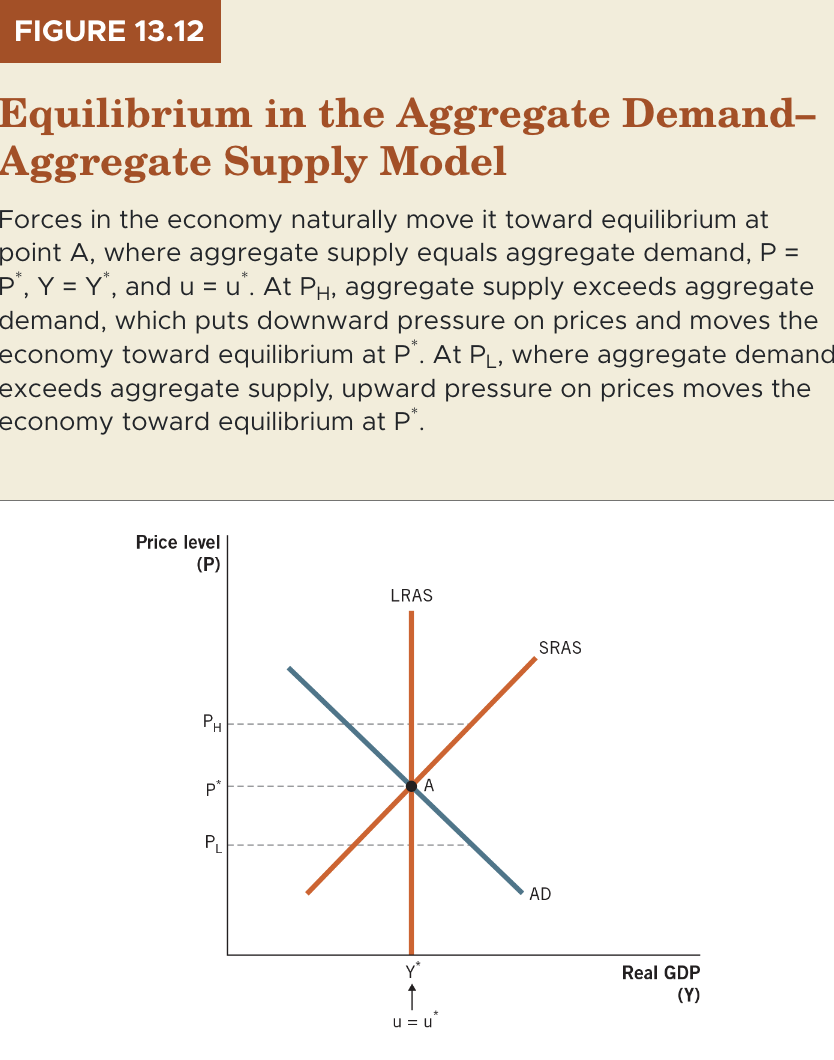 FIGURE 13.12
Equilibrium in the Aggregate Demand–
Aggregate Supply Model
Forces in the economy naturally move it toward equilibrium at
point A, where aggregate supply equals aggregate demand, P =
P*, Y = Y*, and u = u*. At P_H, aggregate supply exceeds aggregate
demand, which puts downward pressure on prices and moves the
economy toward equilibrium at P*. At P_L, where aggregate demand
exceeds aggregate supply, upward pressure on prices moves the
economy toward equilibrium at P*.
Price level
(P)
LRAS
SRAS
P_H
P*
A
P_L
AD
Y*
Real GDP
(Y)
u = u*